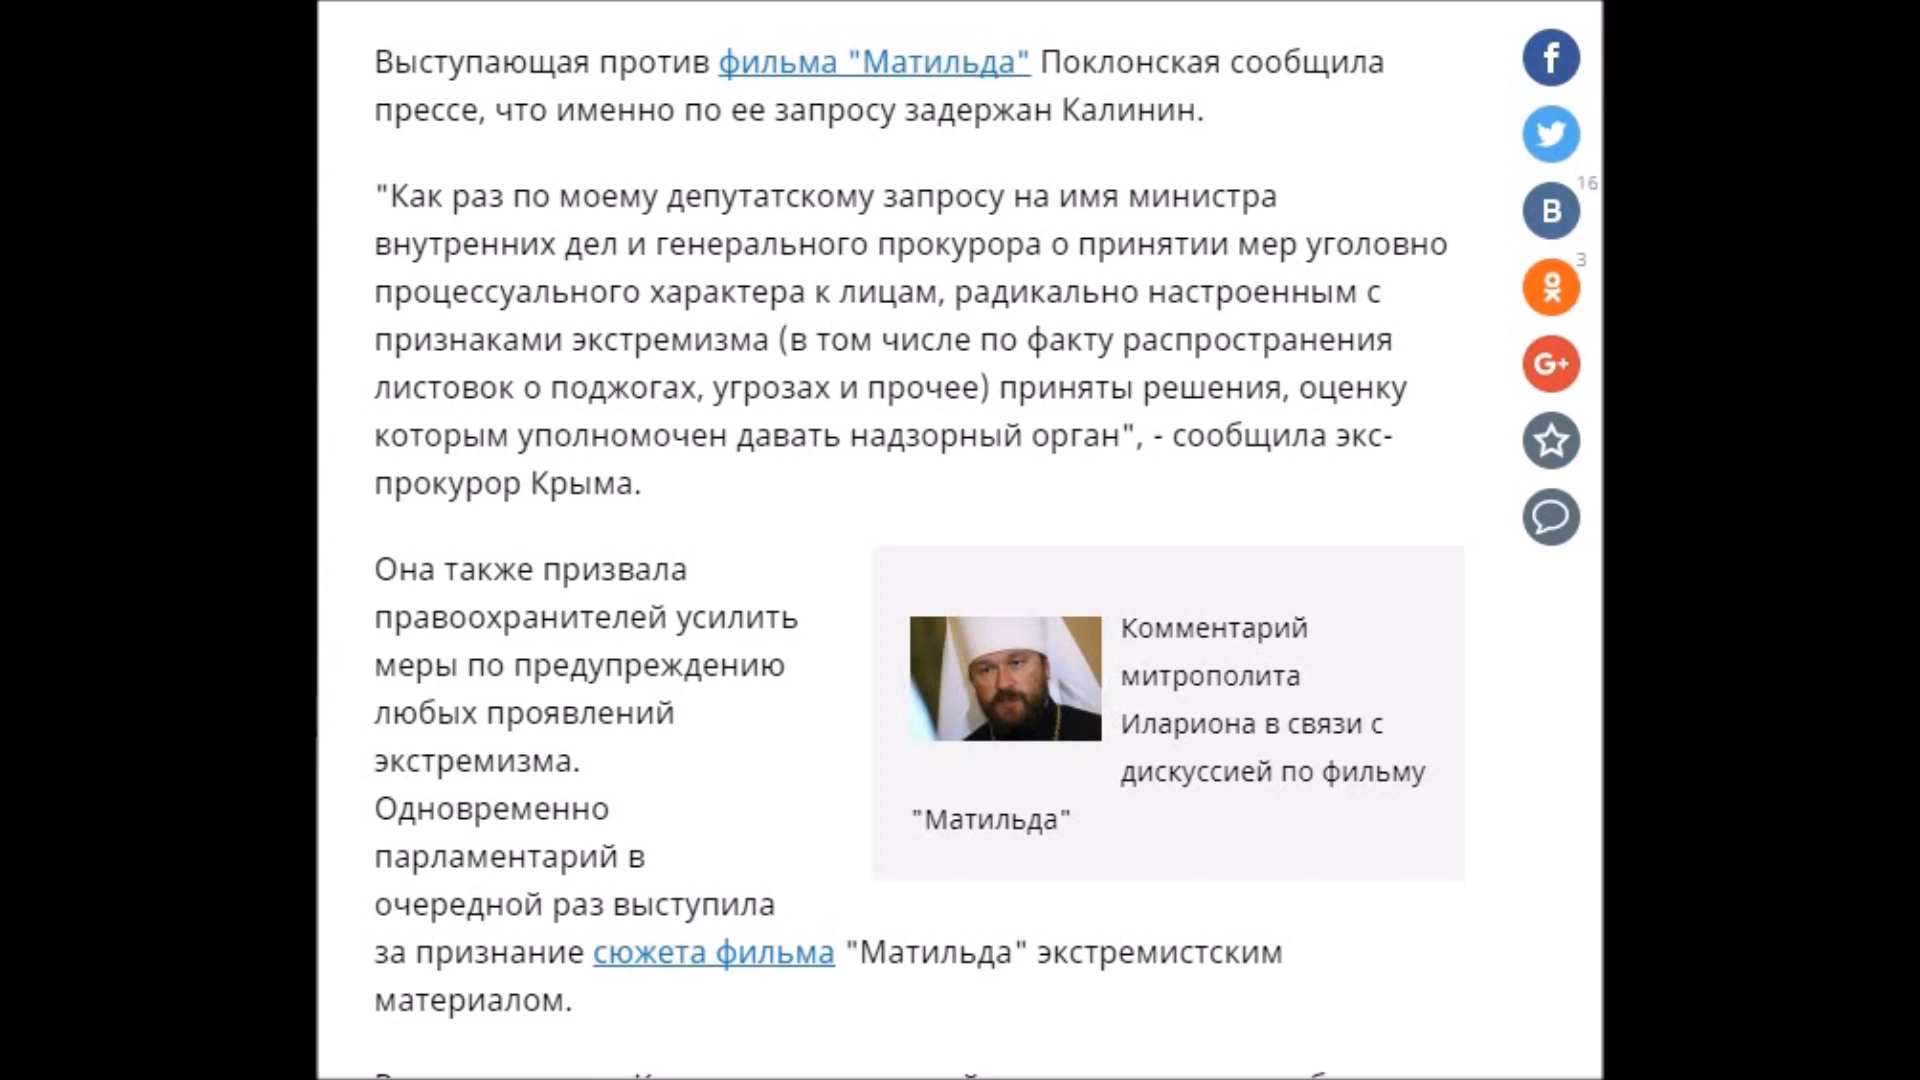 Выступающая против фильма "Матильда" Поклонская сообщила
прессе, что именно по ее запросу задержан Калинин.
"Как раз по моему депутатскому запросу на имя министра
внутренних дел и генерального прокурора о принятии мер уголовно
процессуального характера к лицам, радикально настроенным с
признаками экстремизма (в том числе по факту распространения
листовок о поджогах, угрозах и прочее) приняты решения, оценку
которым уполномочен давать надзорный орган", - сообщила экс-
прокурор Крыма.
Она также призвала
правоохранителей усилить
меры по предупреждению
любых проявлений
экстремизма.
Одновременно
парламентарий в
очередной раз выступила
за признание сюжета фильма "Матильда" экстремистским
материалом.
Комментарий
митрополита
Илариона в связи с
дискуссией по фильму
"Матильда"
f
16
B
3
G+